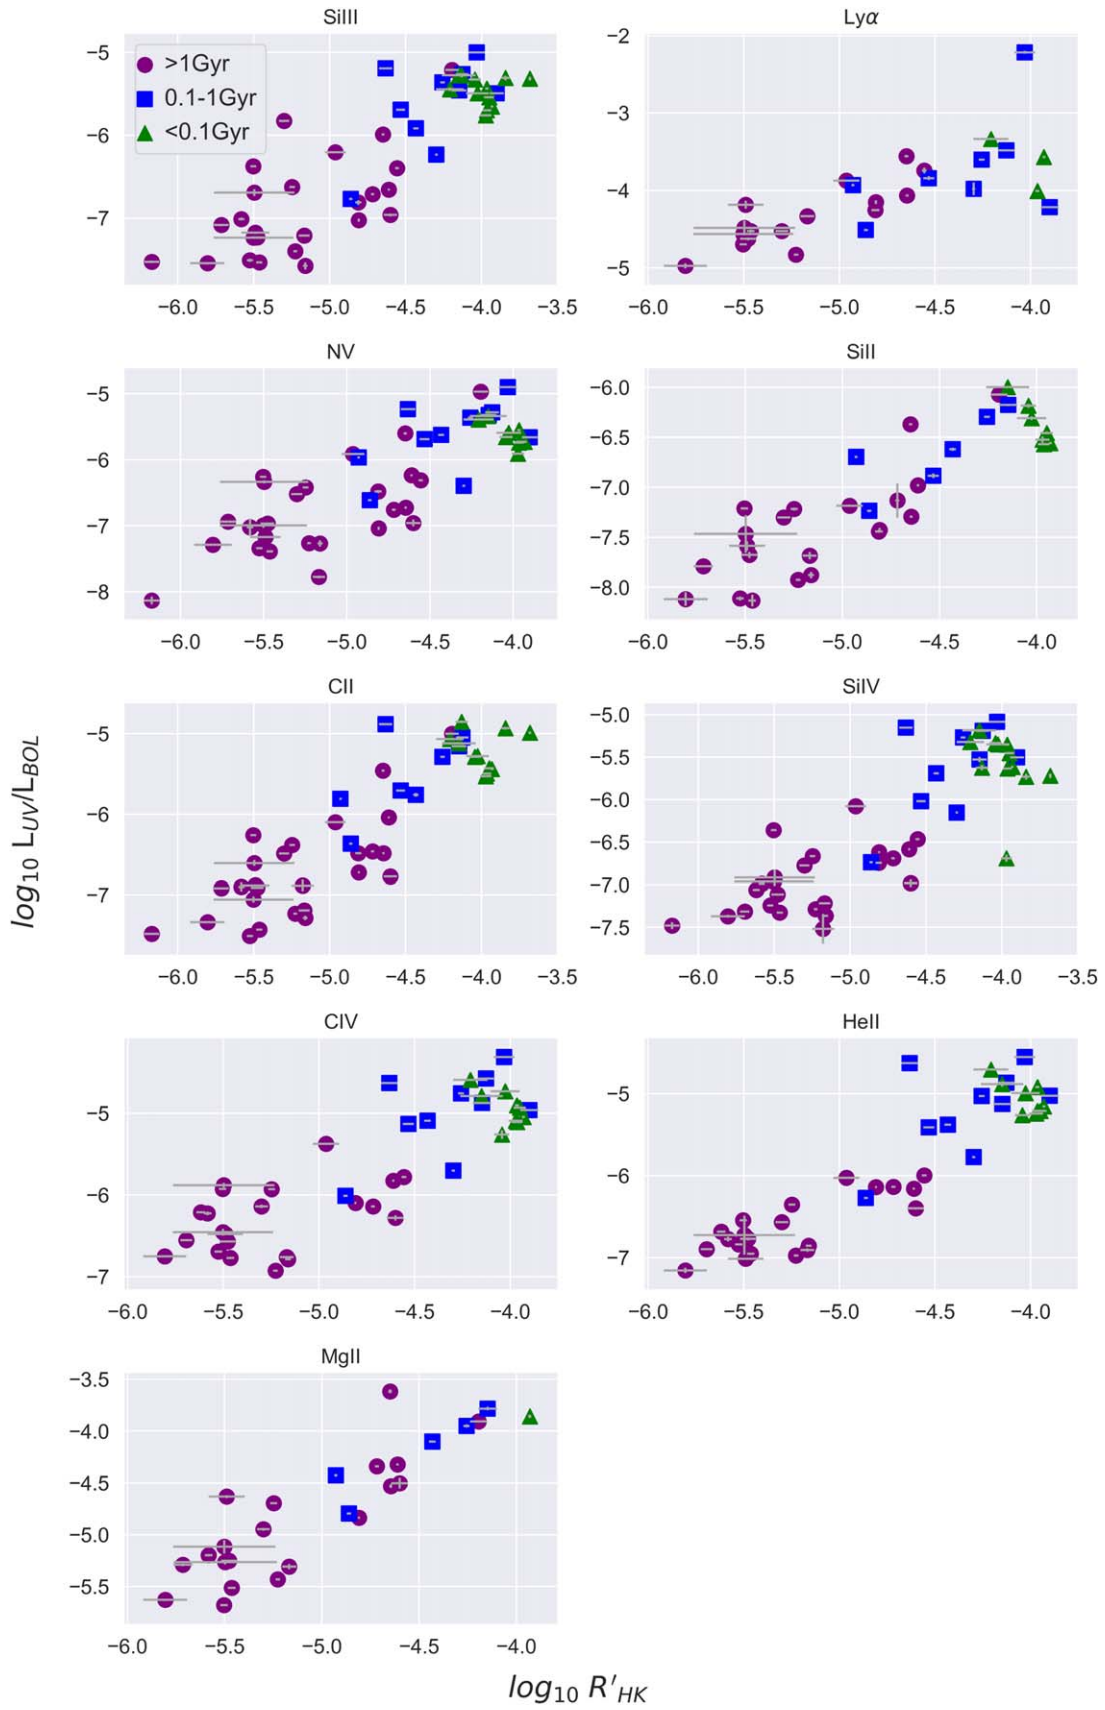 SiIII
Lyα
−5
−6
−7
>1Gyr
0.1-1Gyr
<0.1Gyr
−6.0 −5.5 −5.0 −4.5 −4.0 −3.5
−2
−3
−4
−5
−6.0 −5.5 −5.0 −4.5 −4.0
NV
SiII
−5
−6
−7
−8
−6.0 −5.5 −5.0 −4.5 −4.0
−6.0
−6.5
−7.0
−7.5
−8.0
−6.0 −5.5 −5.0 −4.5 −4.0
CII
SiIV
−5
−6
−7
−6.0 −5.5 −5.0 −4.5 −4.0 −3.5
−5.0
−5.5
−6.0
−6.5
−7.0
−7.5
−6.0 −5.5 −5.0 −4.5 −4.0 −3.5
log₁₀ L_UV/L_BOL
CIV
HeII
−5
−6
−7
−6.0 −5.5 −5.0 −4.5 −4.0
−5
−6
−7
−6.0 −5.5 −5.0 −4.5 −4.0
MgII
−3.5
−4.0
−4.5
−5.0
−5.5
−6.0 −5.5 −5.0 −4.5 −4.0
log₁₀ R′_HK